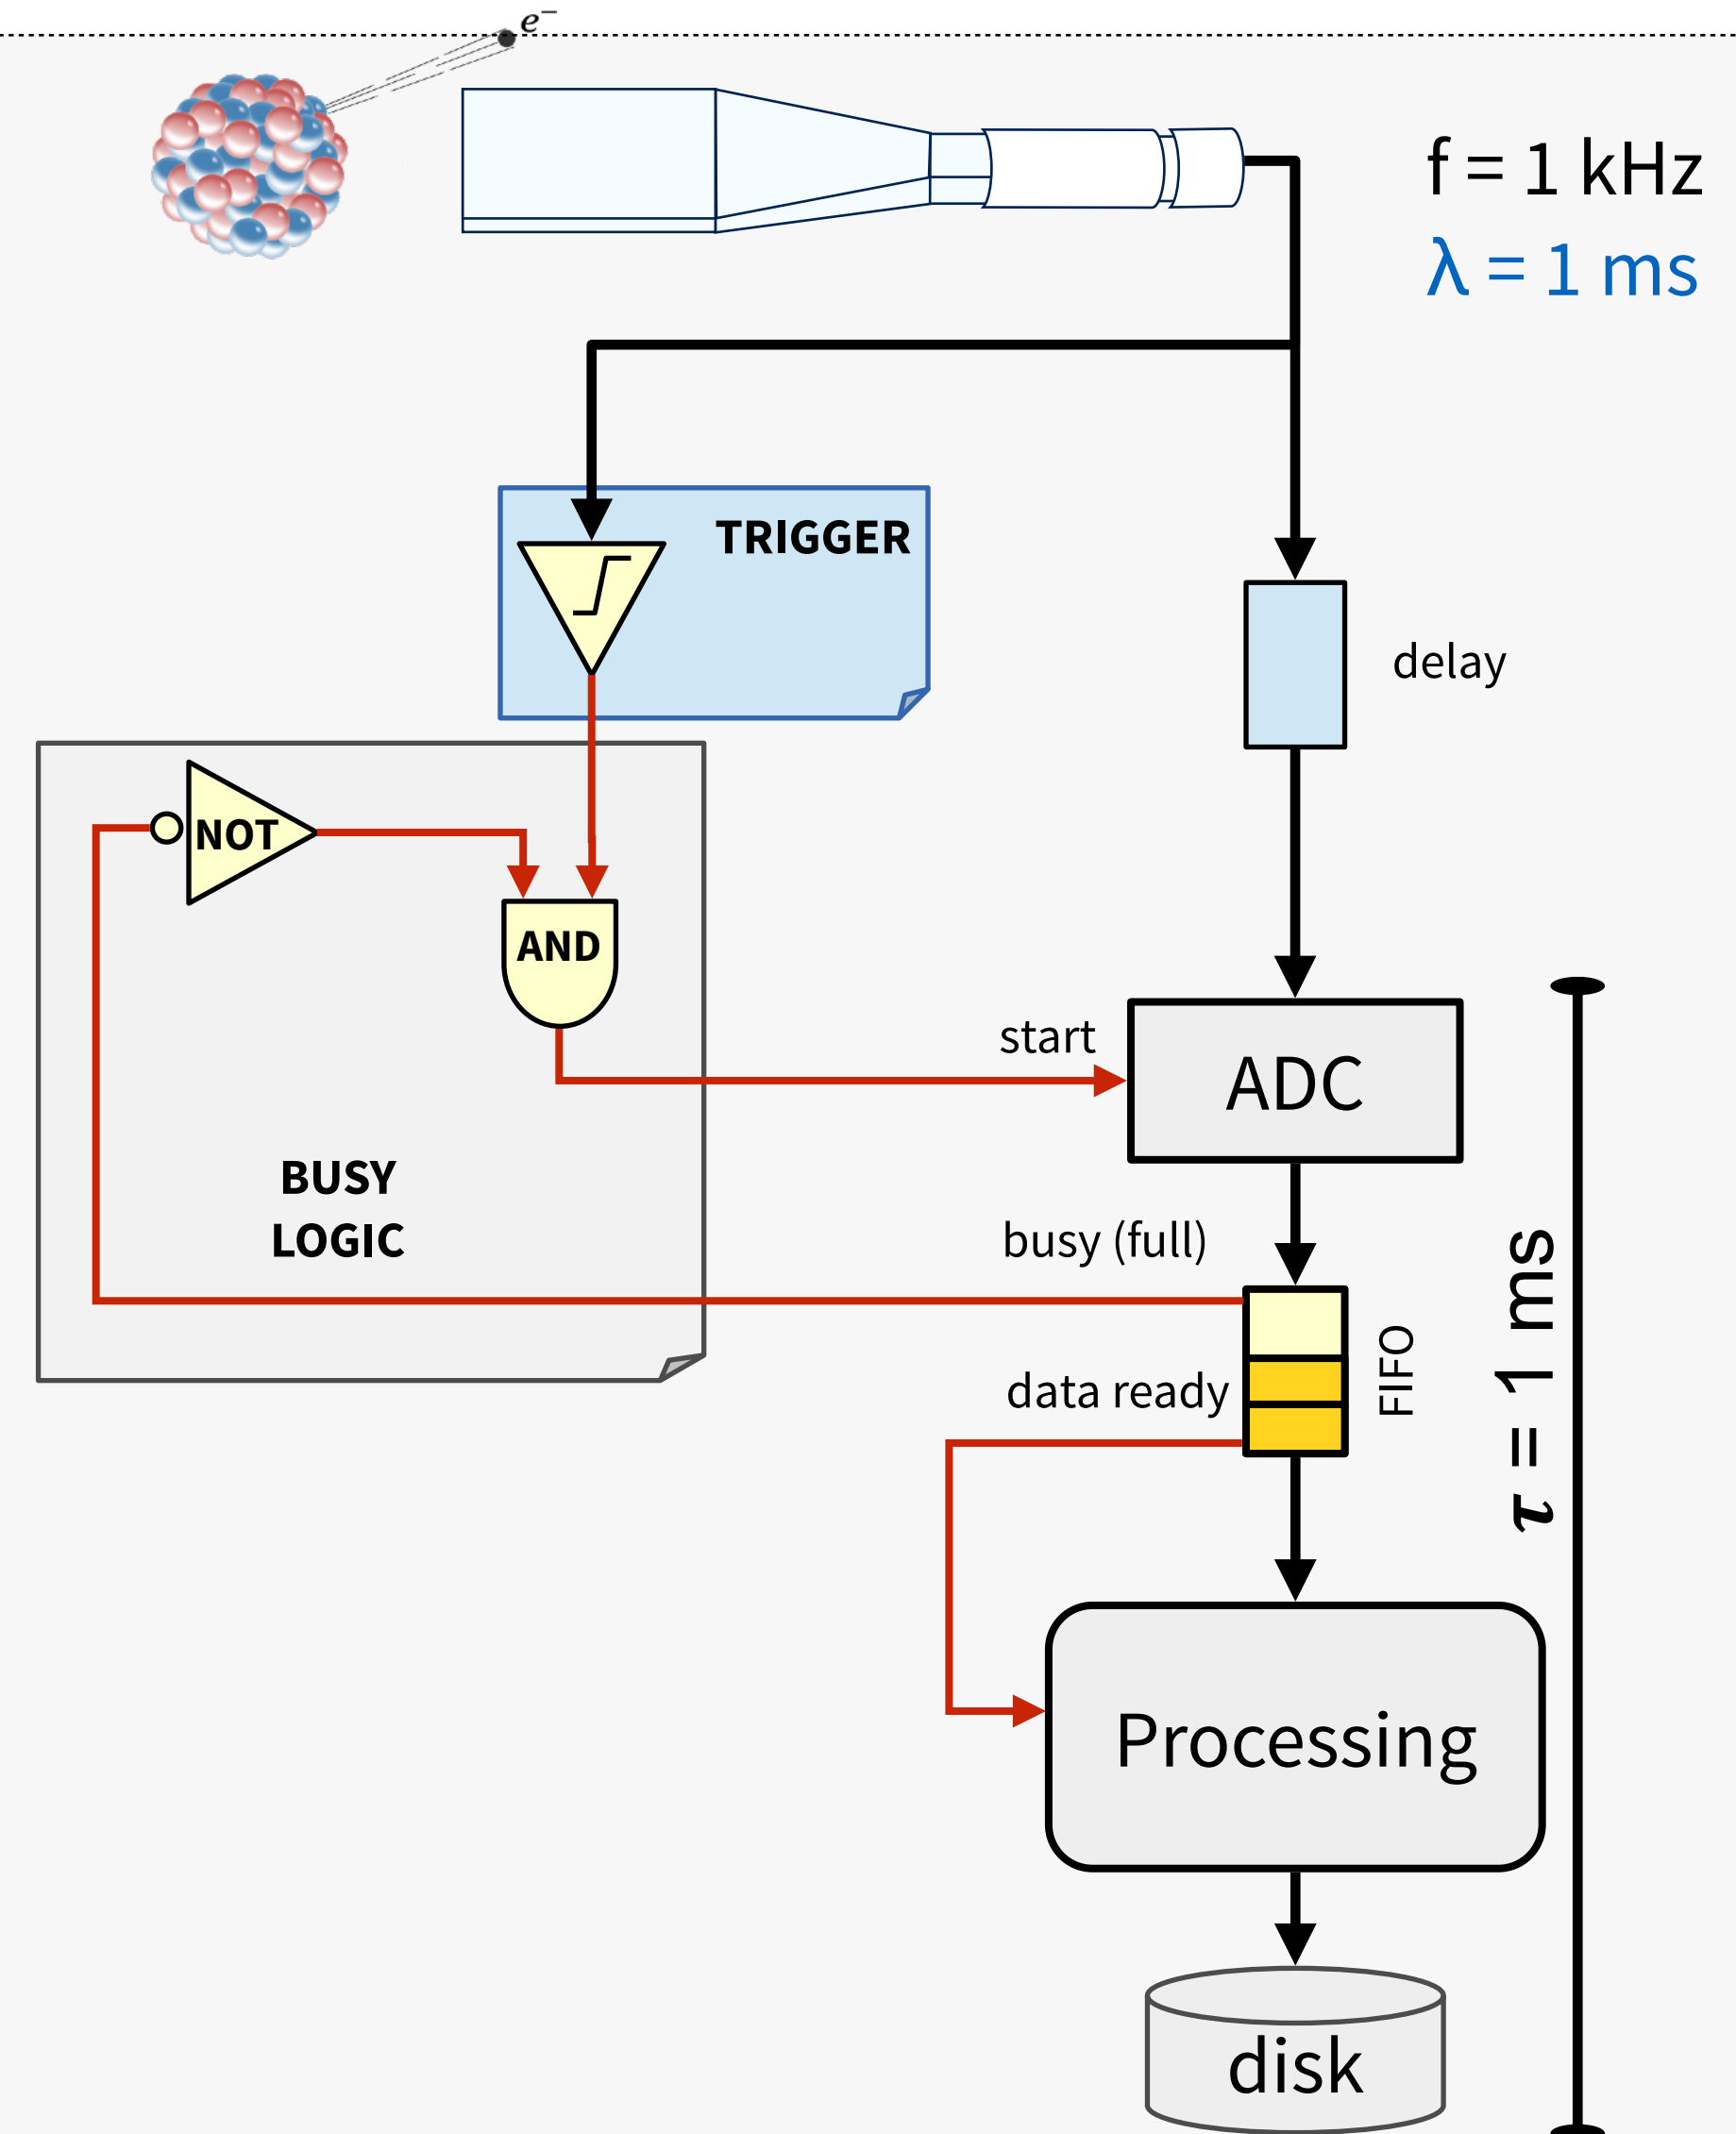 e⁻
f = 1 kHz
λ = 1 ms
TRIGGER
delay
NOT
AND
start
ADC
BUSY
LOGIC
busy (full)
FIFO
τ = 1 ms
data ready
Processing
disk